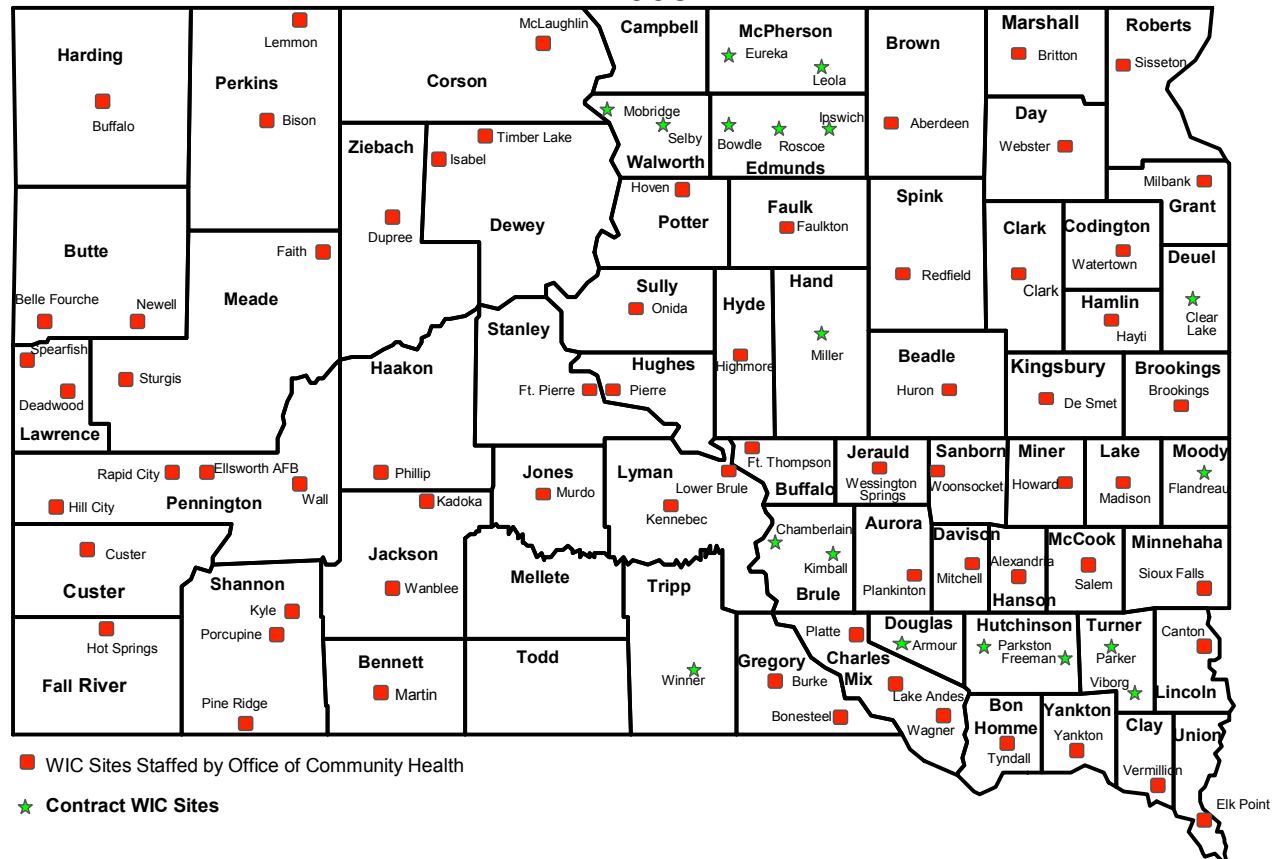 Harding
Buffalo
Lemmon
Perkins
Bison
McLaughlin
Corson
Campbell
McPherson
Eureka
Leola
Brown
Aberdeen
Marshall
Britton
Roberts
Sisseton
Ziebach
Dupree
Timber Lake
Isabel
Dewey
Mobridge
Selby
Walworth
Bowdle
Roscoe
Ipswich
Edmunds
Day
Webster
Milbank
Grant
Butte
Belle Fourche
Newell
Faith
Meade
Sturgis
Hoven
Potter
Faulk
Faulkton
Spink
Redfield
Clark
Clark
Codington
Watertown
Hamlin
Hayti
Deuel
Clear
Lake
Spearfish
Deadwood
Lawrence
Haakon
Phillip
Stanley
Ft. Pierre
Sully
Onida
Hughes
Pierre
Hyde
Highmore
Hand
Miller
Beadle
Huron
Kingsbury
De Smet
Brookings
Brookings
Rapid City
Ellsworth AFB
Wall
Pennington
Hill City
Kadoka
Jackson
Wanblee
Jones
Murdo
Lyman
Lower Brule
Kennebec
Ft. Thompson
Buffalo
Jerauld
Wessington
Springs
Sanborn
Woonsocket
Miner
Howard
Lake
Madison
Moody
Flandreau
Custer
Custer
Shannon
Kyle
Porcupine
Pine Ridge
Mellete
Tripp
Winner
Chamberlain
Kimball
Brule
Aurora
Plankinton
Davison
Mitchell
Alexandria
Hanson
McCook
Salem
Minnehaha
Sioux Falls
Hot Springs
Fall River
Bennett
Martin
Todd
Gregory
Burke
Bonesteel
Platte
Charles
Mix
Lake Andes
Wagner
Douglas
Armour
Hutchinson
Parkston
Freeman
Turner
Parker
Viborg
Canton
Lincoln
Bon
Homme
Tyndall
Yankton
Yankton
Clay
Vermillion
Union
Elk Point
WIC Sites Staffed by Office of Community Health
Contract WIC Sites